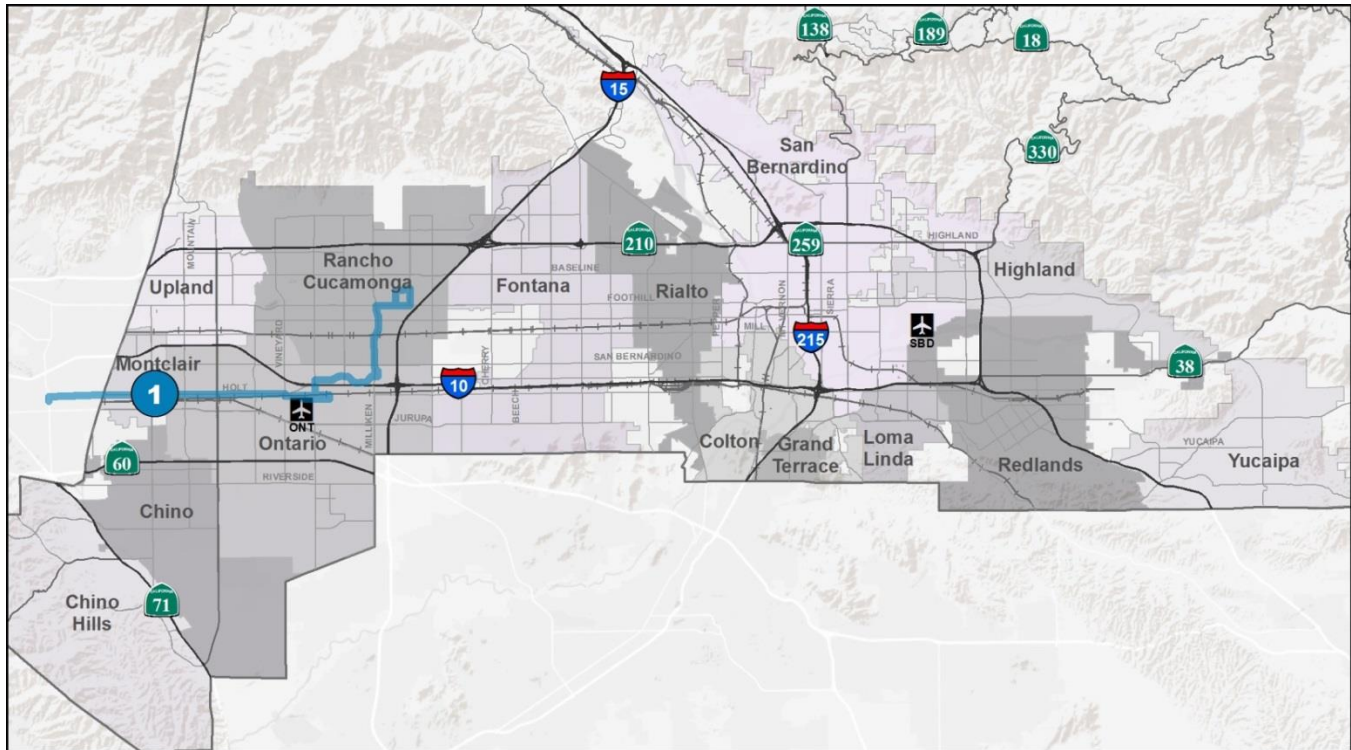 138
189
18
15
San
Bernardino
330
MOUNTAIN
210
259
HIGHLAND
Rancho
Cucamonga
BASELINE
Highland
Upland
Fontana
Rialto
FOOTHILL
PEPPER
VERNON
SIERRA
VINEYARD
MILL
215
SBD
Montclair
SAN BERNARDINO
CHERRY
38
1
HOLT
10
ONT
MILLIKEN
JURUPA
BEECH
Ontario
Colton
Grand
Terrace
Loma
Linda
YUCAIPA
60
RIVERSIDE
Redlands
Yucaipa
Chino
Chino
Hills
71